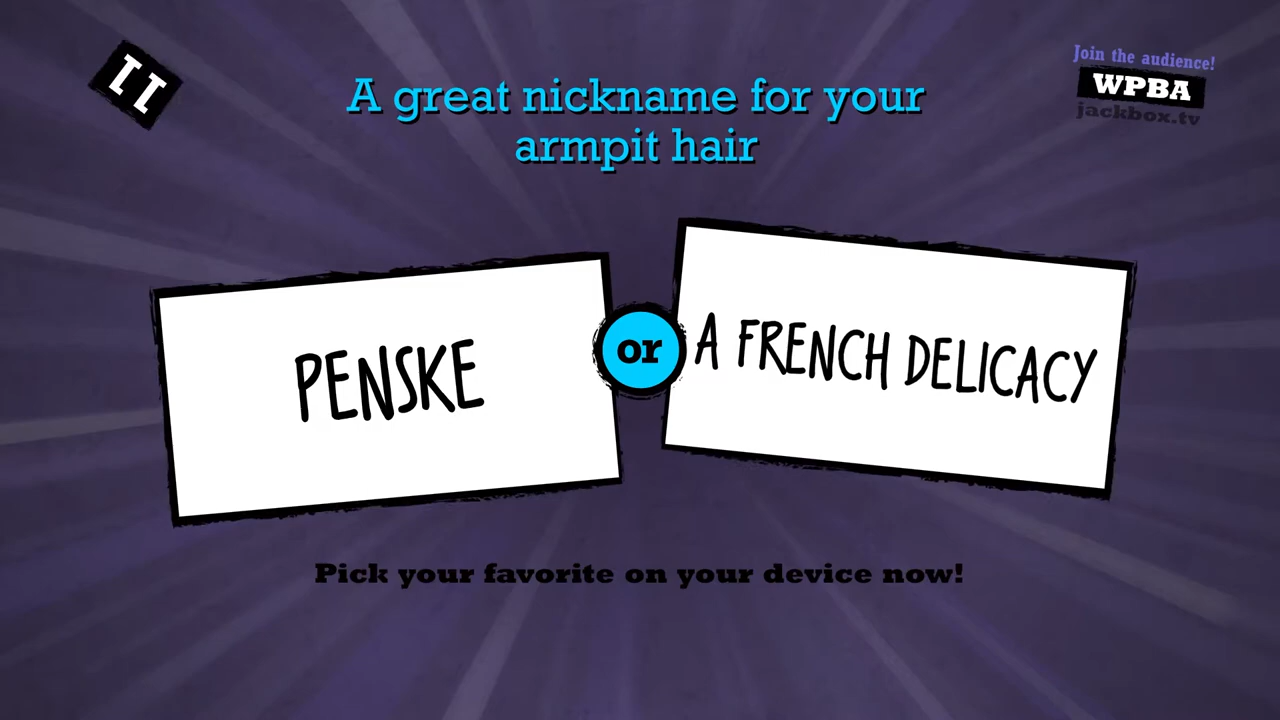 11
Join the audience!
WPBA
jackbox.tv
A great nickname for your
armpit hair
PENSKE
or
A FRENCH DELICACY
Pick your favorite on your device now!